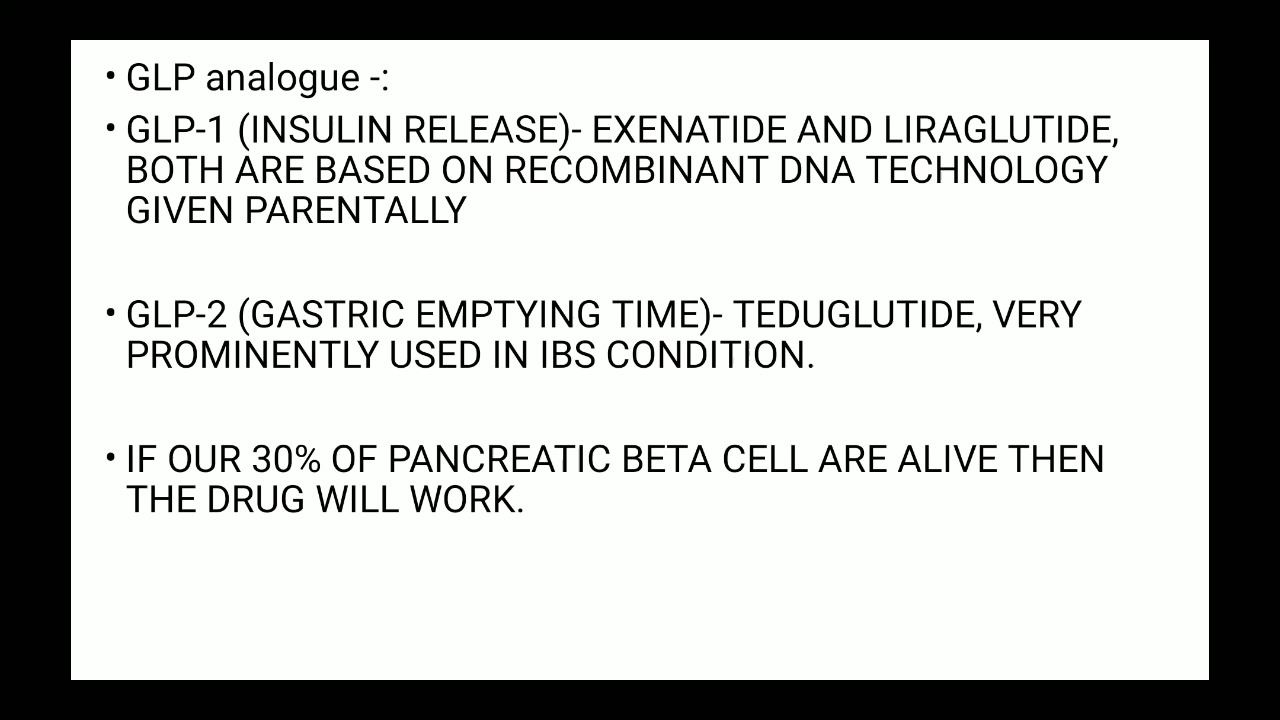 • GLP analogue -:
• GLP-1 (INSULIN RELEASE)- EXENATIDE AND LIRAGLUTIDE,
BOTH ARE BASED ON RECOMBINANT DNA TECHNOLOGY
GIVEN PARENTALLY
• GLP-2 (GASTRIC EMPTYING TIME)- TEDUGLUTIDE, VERY
PROMINENTLY USED IN IBS CONDITION.
• IF OUR 30% OF PANCREATIC BETA CELL ARE ALIVE THEN
THE DRUG WILL WORK.